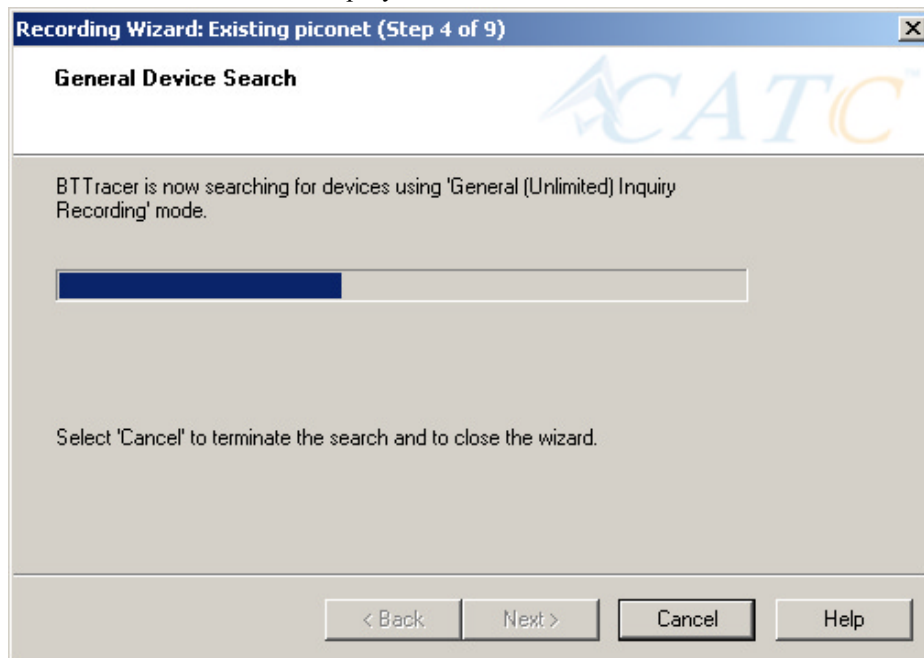 Recording Wizard: Existing piconet (Step 4 of 9)
General Device Search
CATC
BTTracer is now searching for devices using 'General (Unlimited) Inquiry
Recording' mode.
Select 'Cancel' to terminate the search and to close the wizard.
< Back Next > Cancel Help